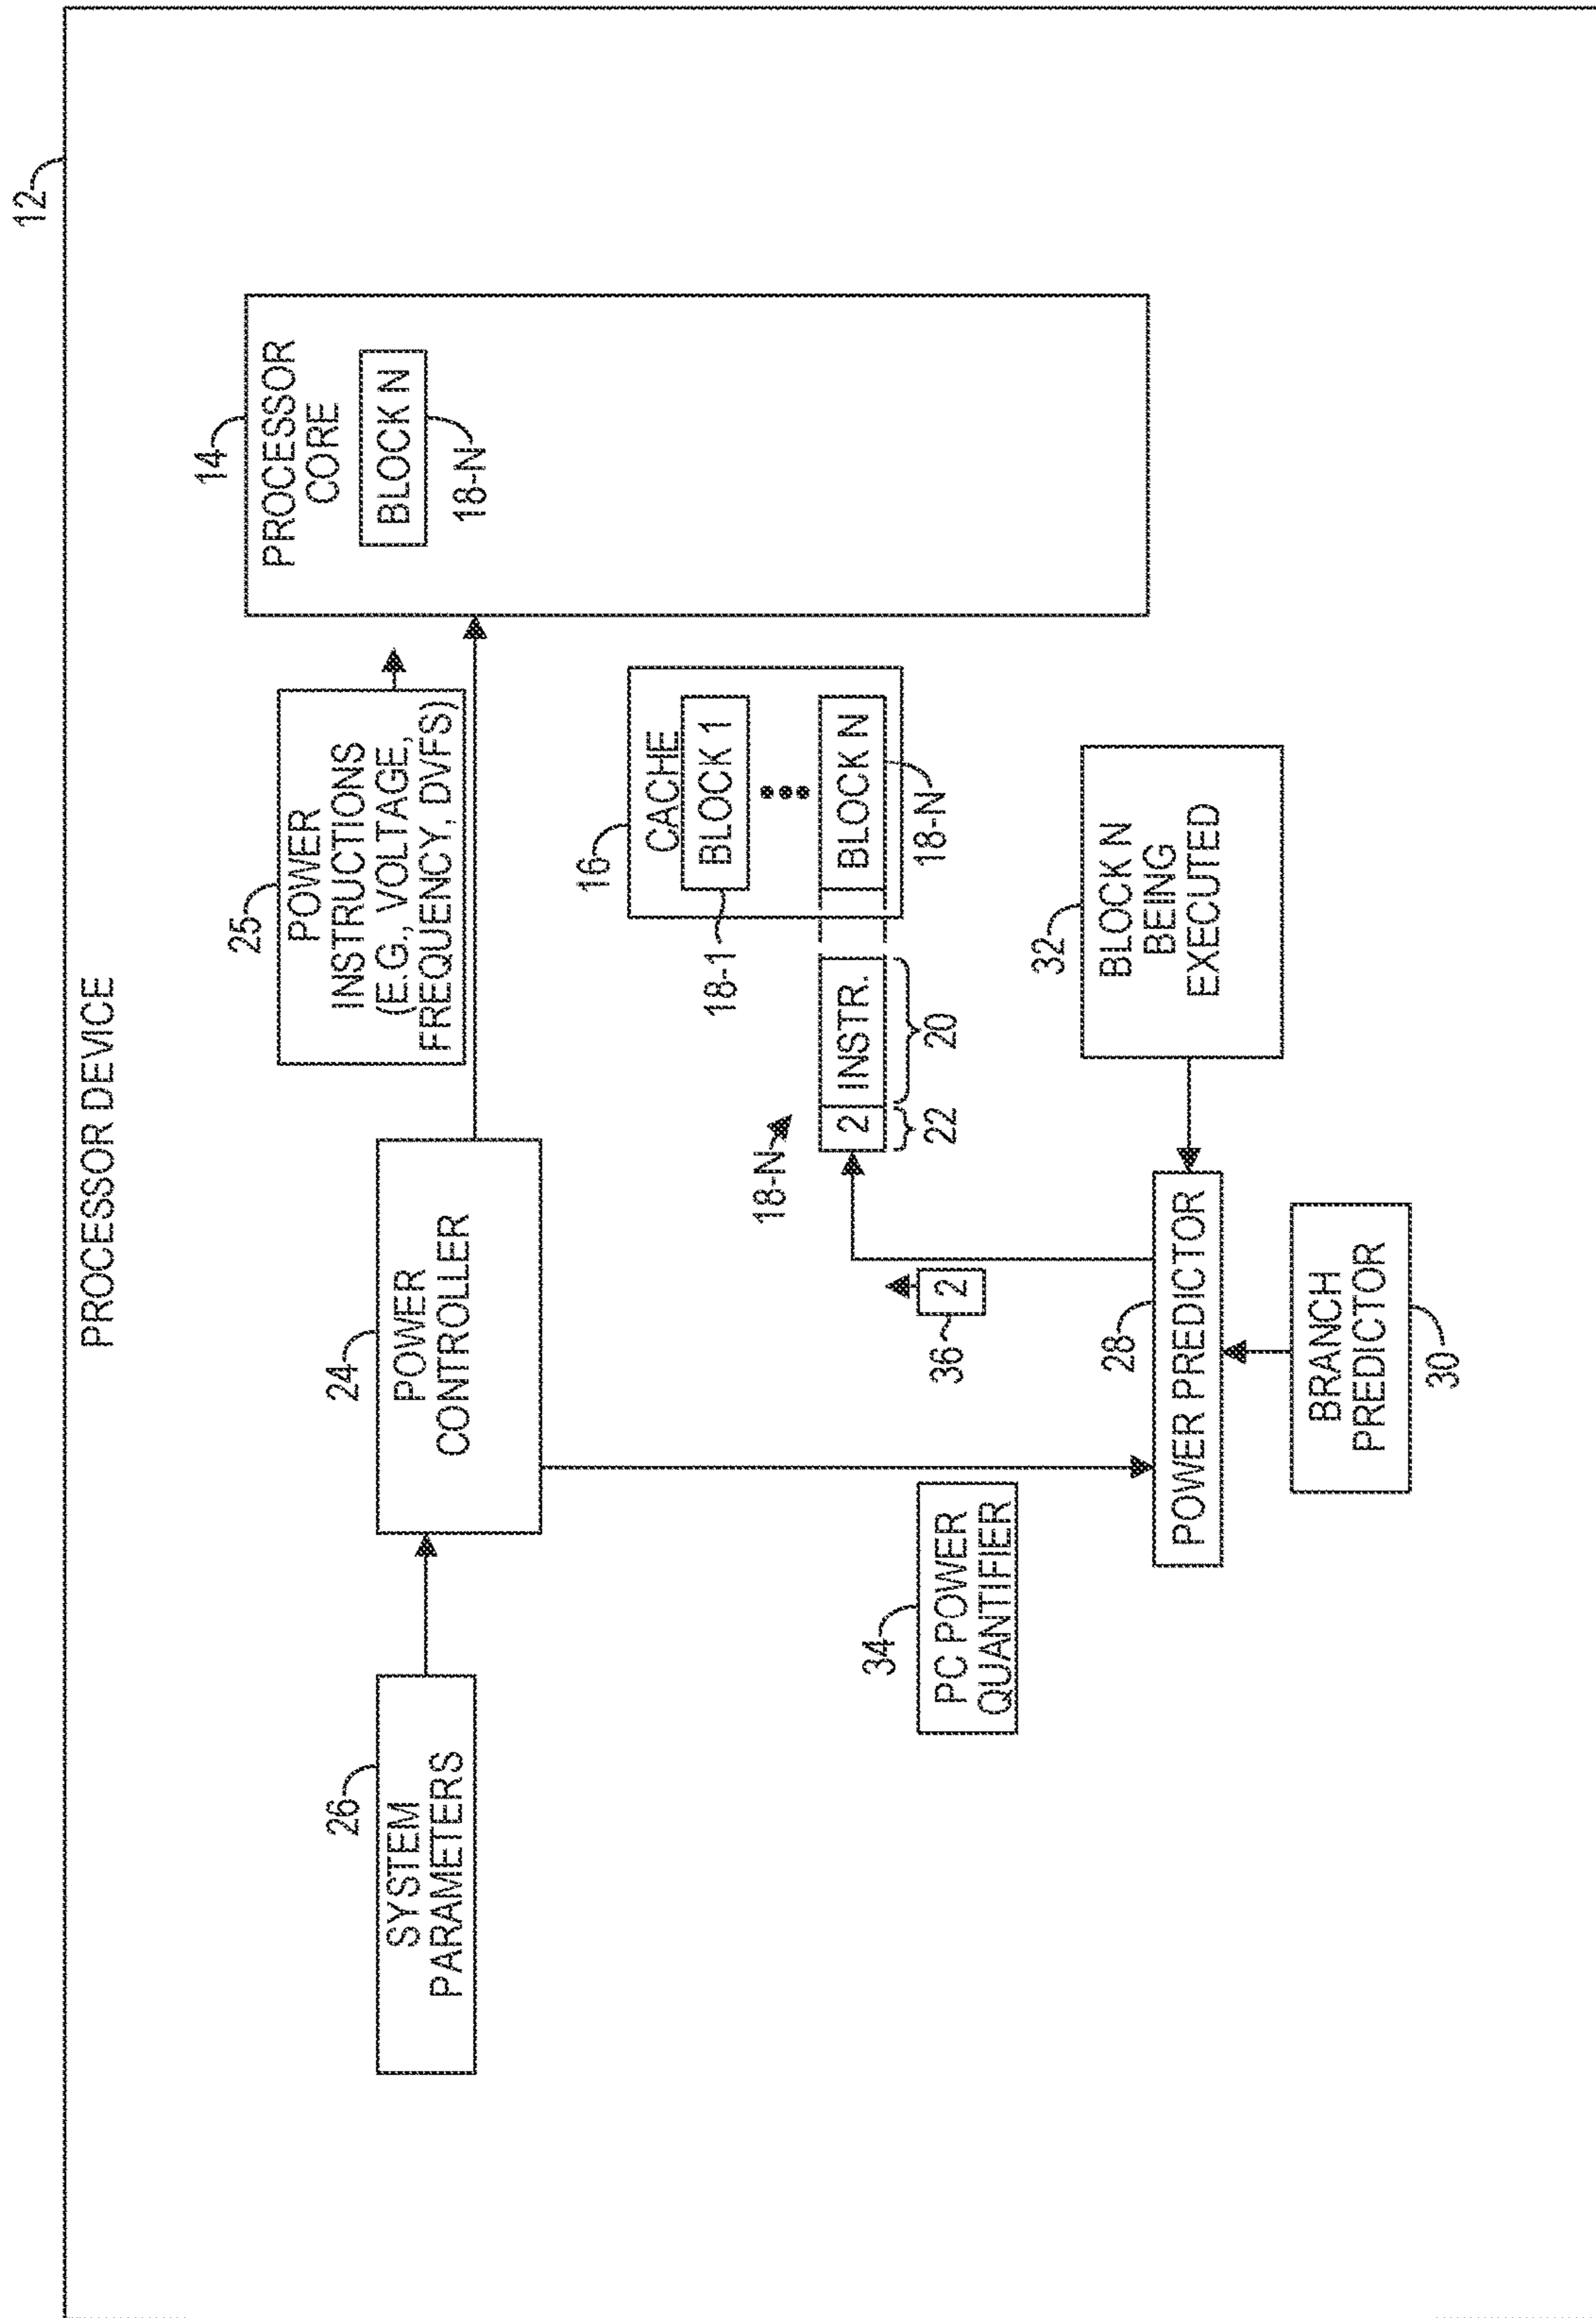 12
PROCESSOR DEVICE
14
PROCESSOR
CORE
BLOCK N
18-N
25
POWER
INSTRUCTIONS
(E.G., VOLTAGE,
FREQUENCY, DVFS)
24
POWER
CONTROLLER
26
SYSTEM
PARAMETERS
16
CACHE
BLOCK 1
18-1
BLOCK N
18-N
18-N
2
INSTR.
22
20
36
2
34
PC POWER
QUANTIFIER
32
BLOCK N
BEING
EXECUTED
28
POWER PREDICTOR
BRANCH
PREDICTOR
30